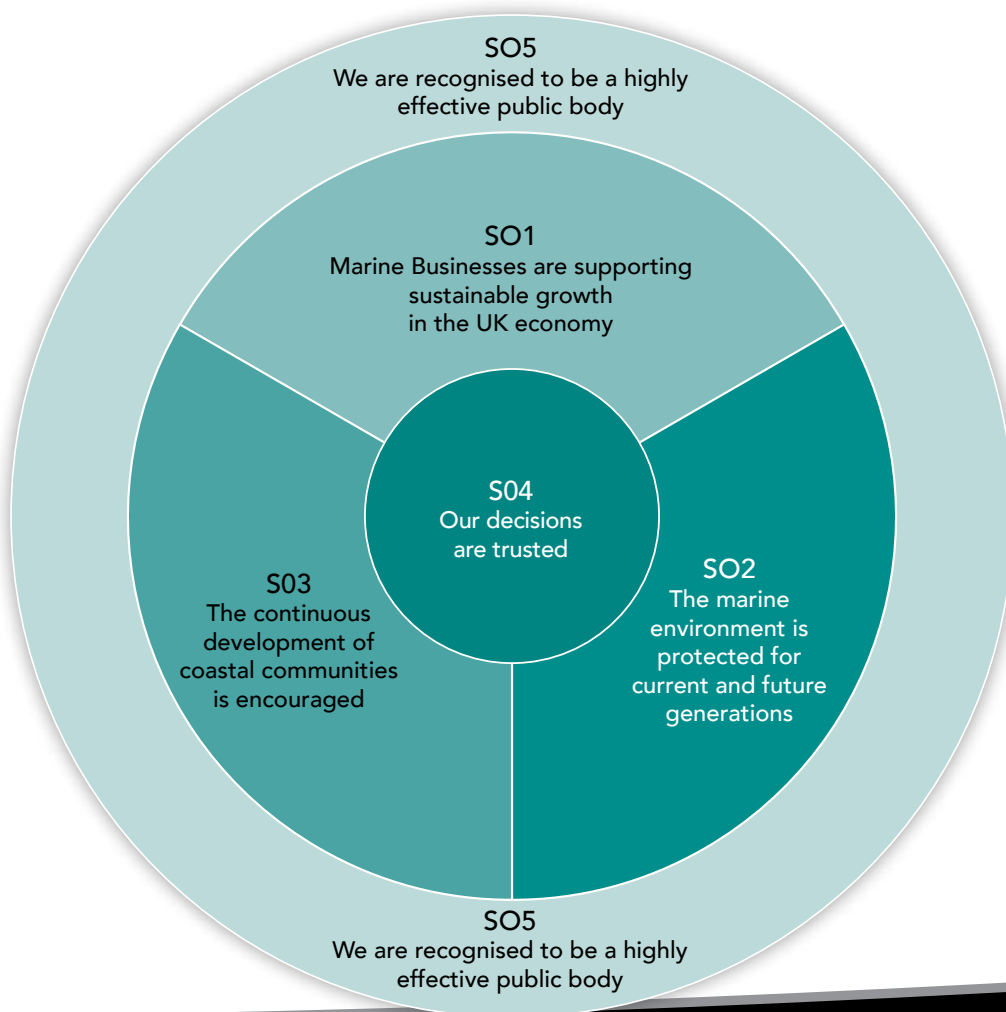 SO5
We are recognised to be a highly
effective public body
SO1
Marine Businesses are supporting
sustainable growth
in the UK economy
S04
Our decisions
are trusted
S03
The continuous
development of
coastal communities
is encouraged
SO2
The marine
environment is
protected for
current and future
generations
SO5
We are recognised to be a highly
effective public body